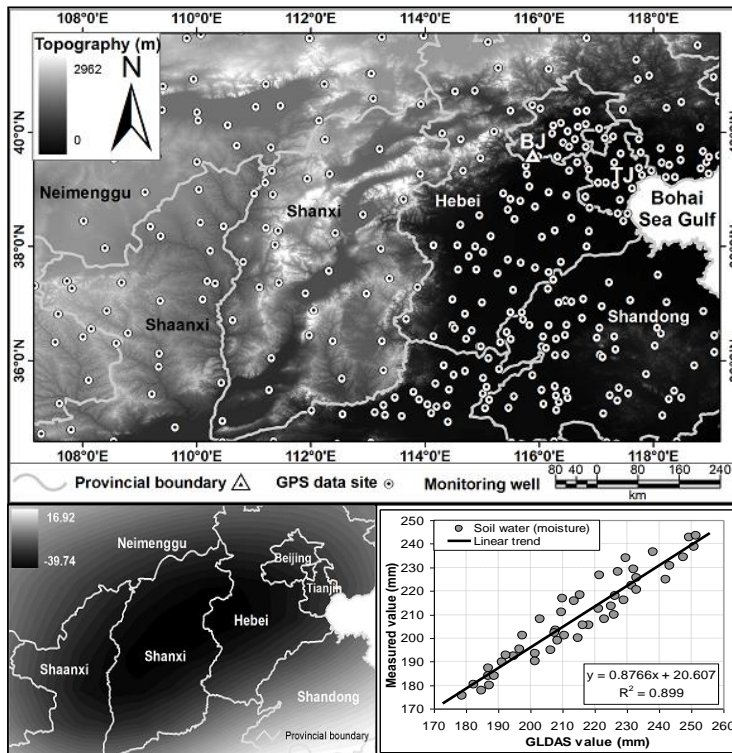 108°0'E 110°0'E 112°0'E 114°0'E 116°0'E 118°0'E
Topography (m)
2962
N
0
40°0'N
BJ
TJ
Neimenggu
Shanxi
Hebei
Bohai
Sea Gulf
38°0'N
Shaanxi
Shandong
36°0'N
108°0'E 110°0'E 112°0'E 114°0'E 116°0'E 118°0'E
Provincial boundary GPS data site Monitoring well
80 40 0 80 160 240
km
16.92
-39.74
Neimenggu
Beijing
Tianjin
Hebei
Shaanxi
Shanxi
Shandong
Provincial boundary
Measured value (mm)
250
240
230
220
210
200
190
180
170
Soil water (moisture)
Linear trend
y = 0.8766x + 20.607
R² = 0.899
170 180 190 200 210 220 230 240 250 260
GLDAS value (mm)